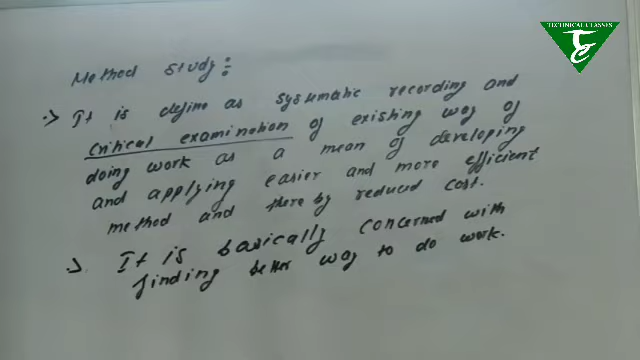 TECHNICAL CLASSES
Method study:
It is define as systematic recording and
critical examination of existing way of
doing work as a mean of developing
and applying easier and more efficient
method and there by reduced cost.
It is basically concerned with
finding better way to do work.